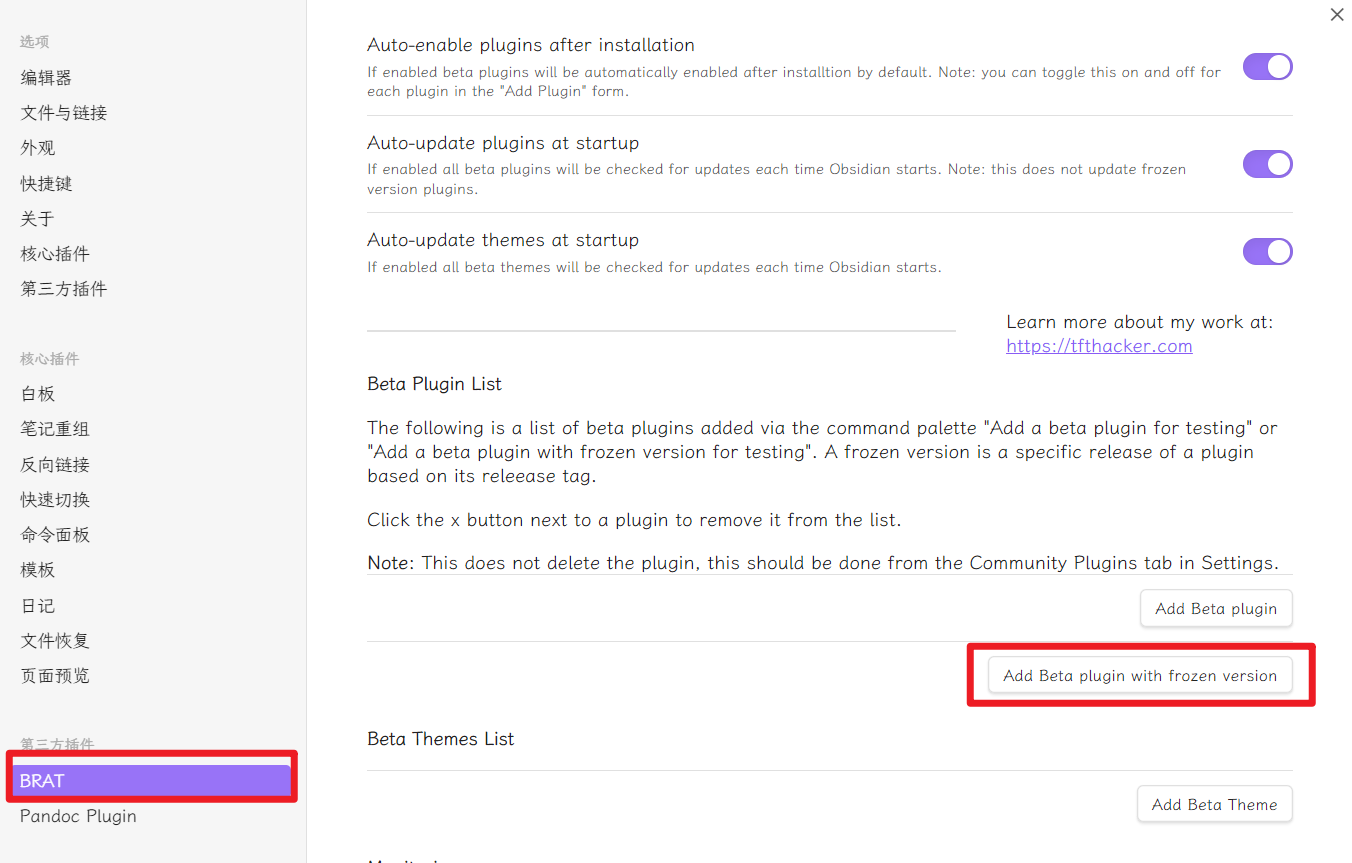 选项
编辑器
文件与链接
外观
快捷键
关于
核心插件
第三方插件
核心插件
白板
笔记重组
反向链接
快速切换
命令面板
模板
日记
文件恢复
页面预览
第三方插件
BRAT
Pandoc Plugin
Auto-enable plugins after installation
If enabled beta plugins will be automatically enabled after installtion by default. Note: you can toggle this on and off for
each plugin in the "Add Plugin" form.
Auto-update plugins at startup
If enabled all beta plugins will be checked for updates each time Obsidian starts. Note: this does not update frozen
version plugins.
Auto-update themes at startup
If enabled all beta themes will be checked for updates each time Obsidian starts.
Learn more about my work at:
https://tfthacker.com
Beta Plugin List
The following is a list of beta plugins added via the command palette "Add a beta plugin for testing" or
"Add a beta plugin with frozen version for testing". A frozen version is a specific release of a plugin
based on its releease tag.
Click the x button next to a plugin to remove it from the list.
Note: This does not delete the plugin, this should be done from the Community Plugins tab in Settings.
Add Beta plugin
Add Beta plugin with frozen version
Beta Themes List
Add Beta Theme